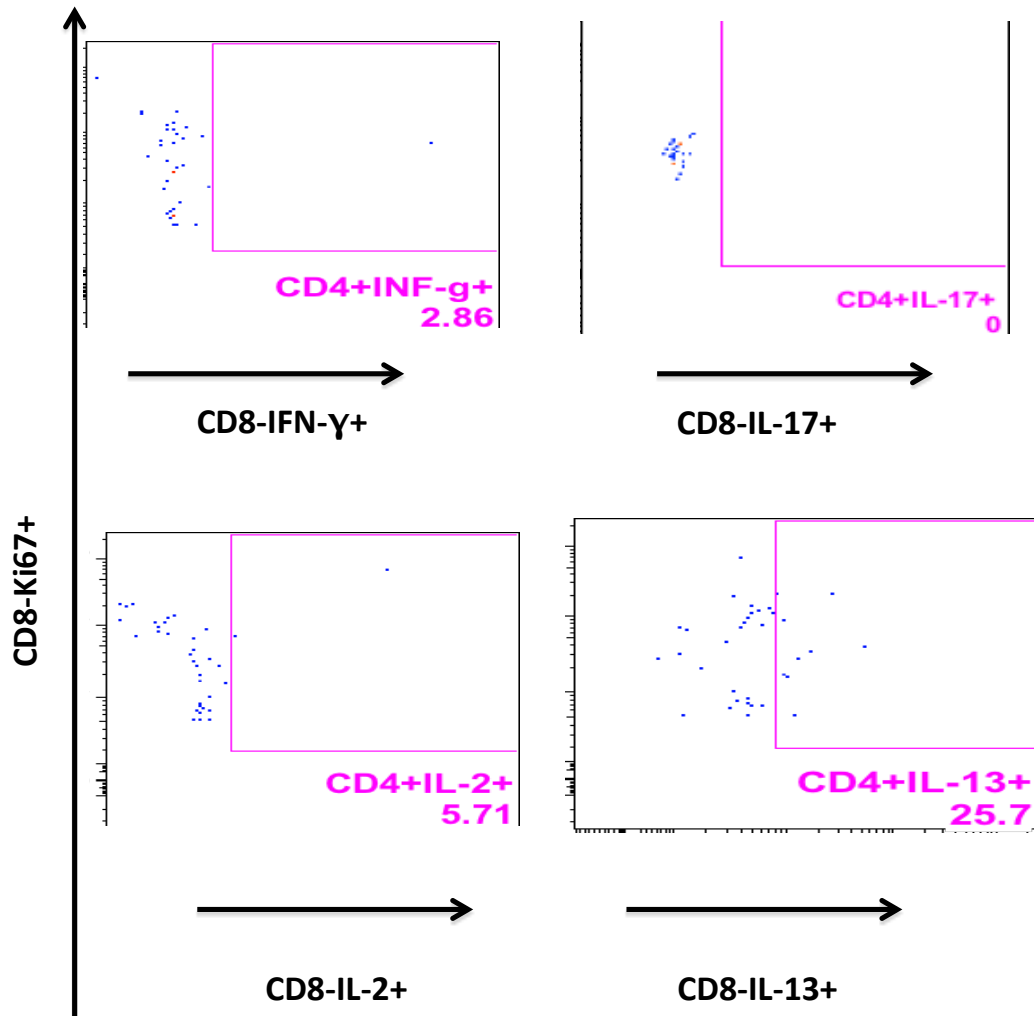 CD4+INF-g+
2.86
CD4+IL-17+
0
CD8-IFN-γ+
CD8-IL-17+
CD8-Ki67+
CD4+IL-2+
5.71
CD4+IL-13+
25.7
CD8-IL-2+
CD8-IL-13+